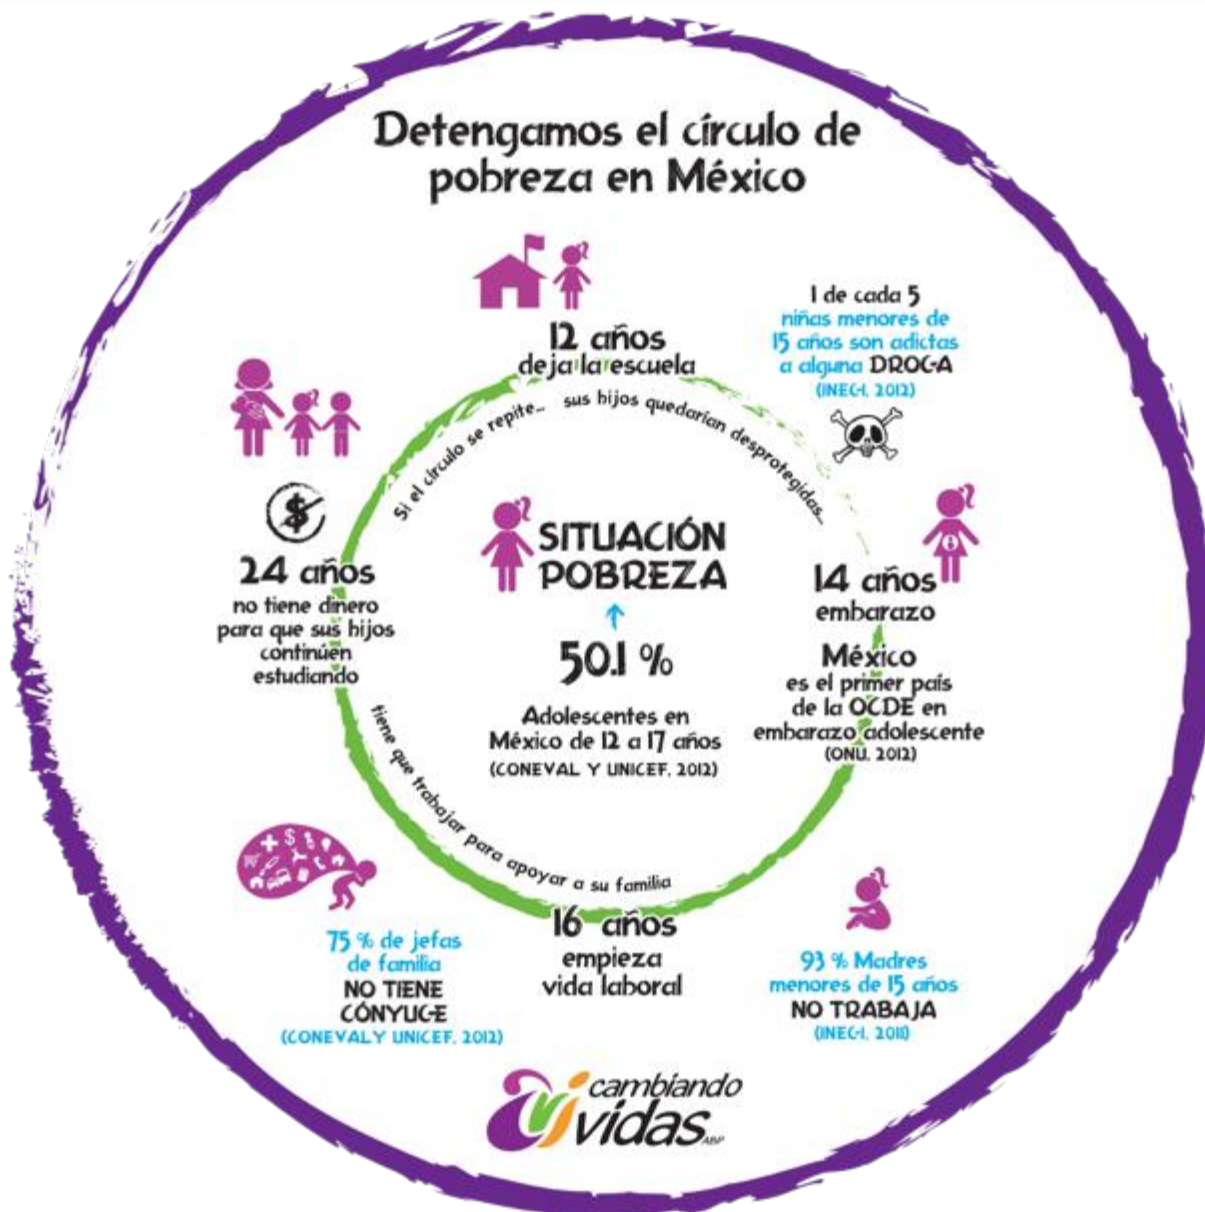 Detengamos el círculo de
pobreza en México
12 años
deja la escuela
1 de cada 5
niñas menores de
15 años son adictas
a alguna DROGA
(INEGI, 2012)
Si el círculo se repite... sus hijos quedarían desprotegidas...
SITUACIÓN
POBREZA
50.1 %
Adolescentes en
México de 12 a 17 años
(CONEVAL Y UNICEF, 2012)
14 años
embarazo
México
es el primer país
de la OCDE en
embarazo adolescente
(ONU, 2012)
24 años
no tiene dinero
para que sus hijos
continúen
estudiando
tiene que trabajar para apoyar a su familia
16 años
empieza
vida laboral
75 % de jefas
de familia
NO TIENE
CÓNYUGE
(CONEVAL Y UNICEF, 2012)
93 % Madres
menores de 15 años
NO TRABAJA
(INEGI, 2011)
cambiando
vidas ABP